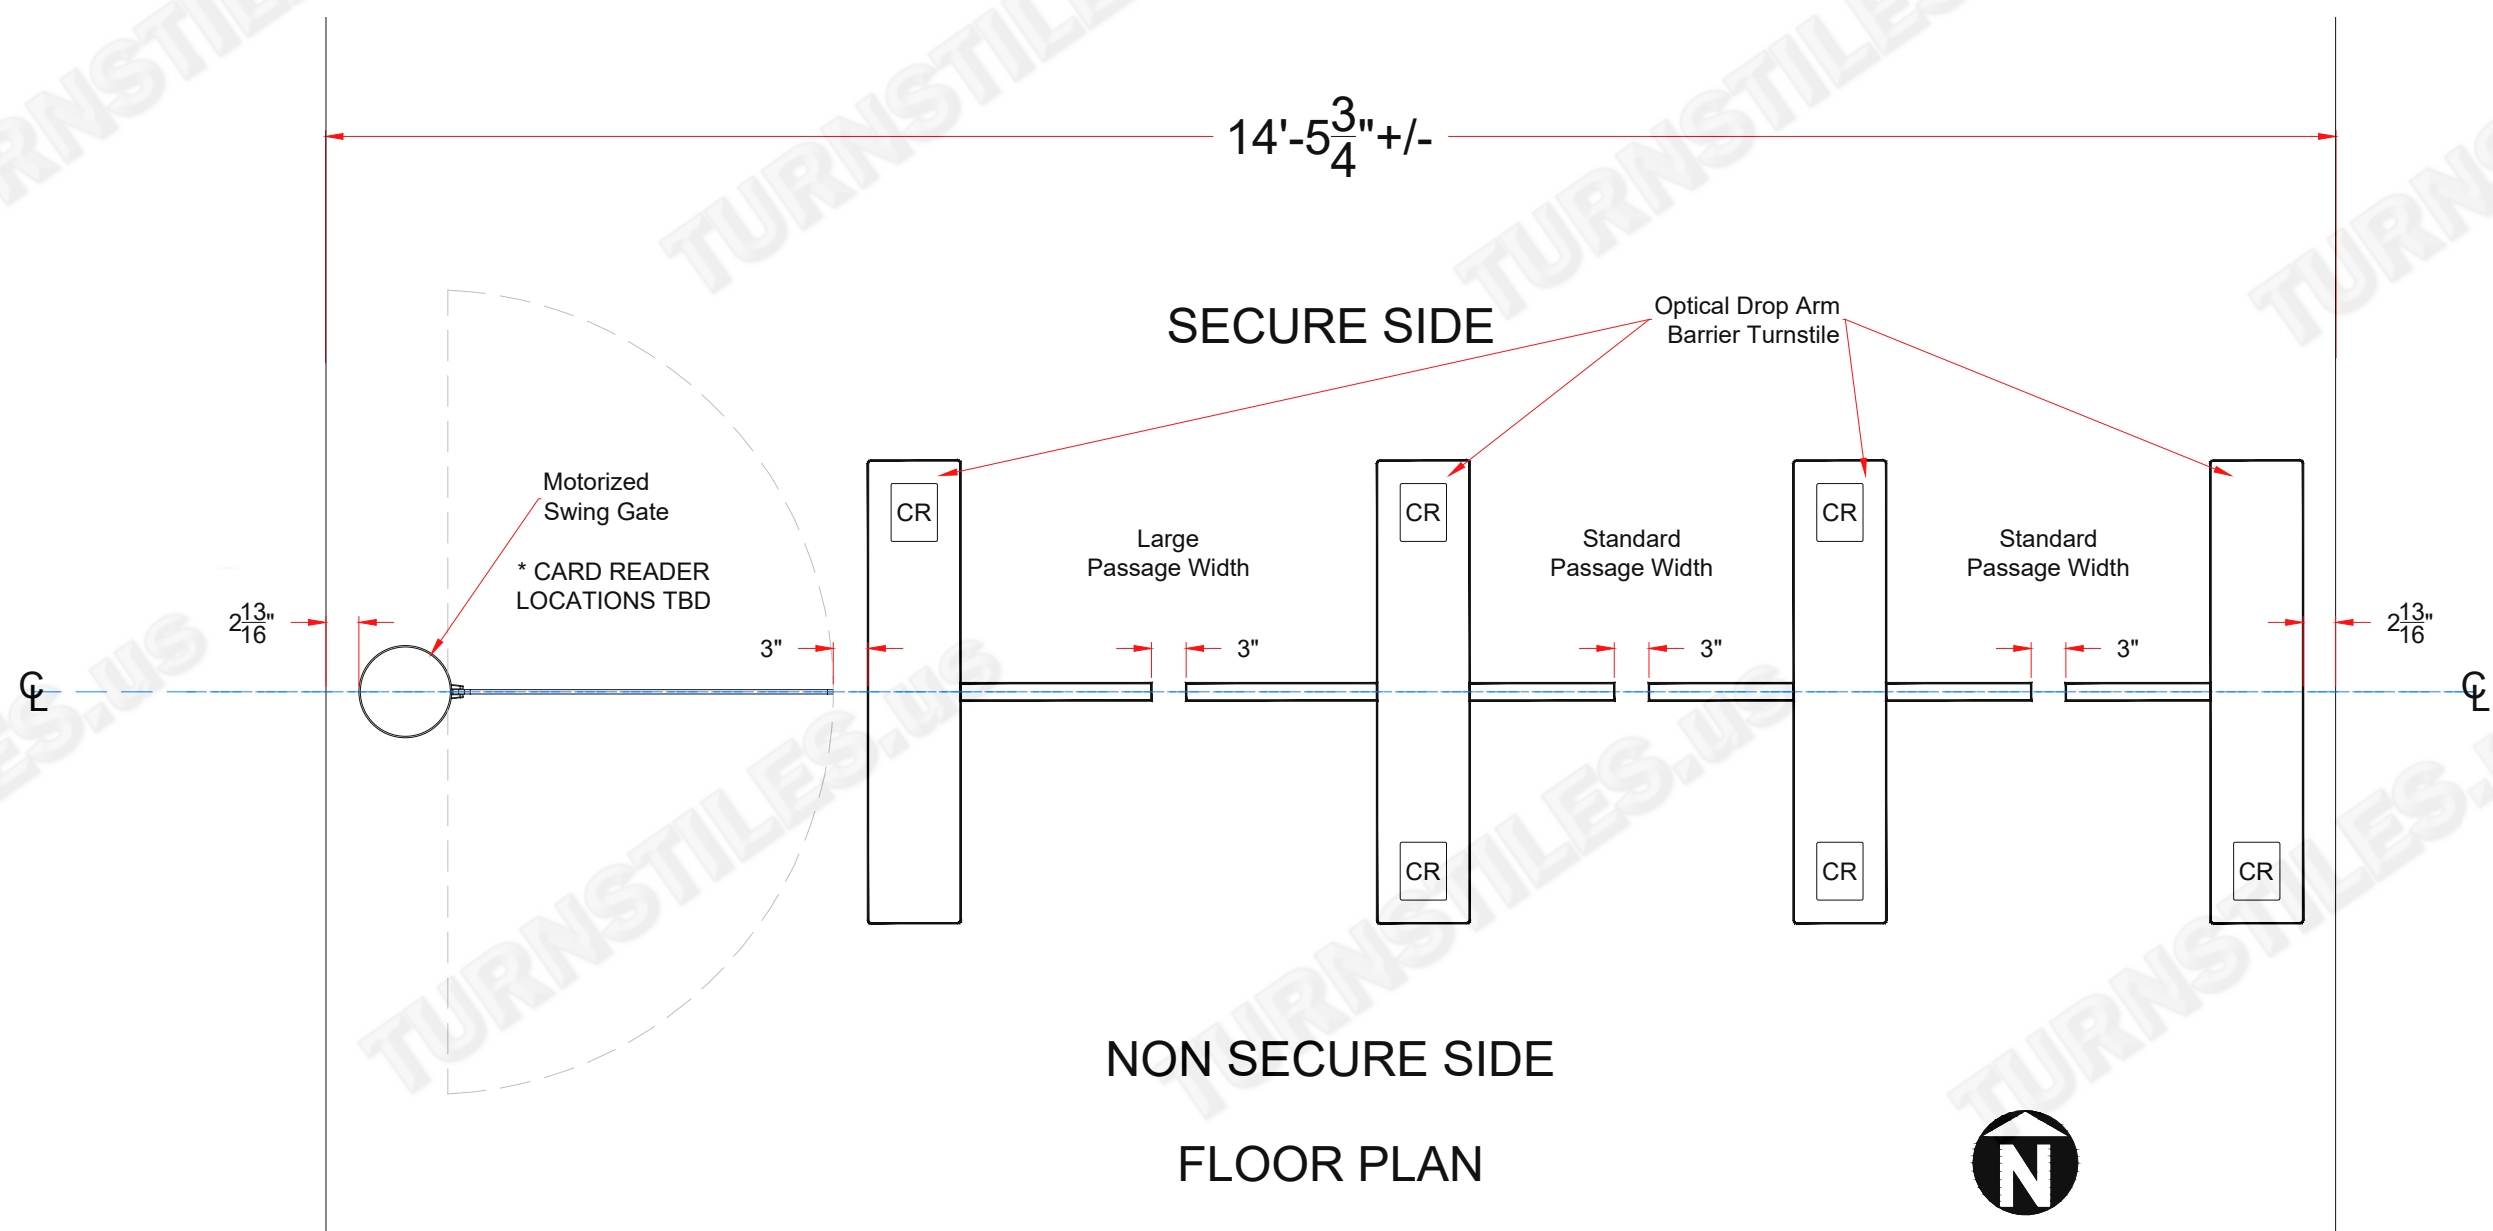 14'-5 3/4"+/-
SECURE SIDE
Optical Drop Arm
Barrier Turnstile
Motorized
Swing Gate
* CARD READER
LOCATIONS TBD
CR
CR
CR
Large
Passage Width
Standard
Passage Width
Standard
Passage Width
2 13/16"
3"
3"
3"
3"
2 13/16"
CL
CL
CR
CR
CR
NON SECURE SIDE
FLOOR PLAN
N
TURNSTILES.us
TURNSTILES.us